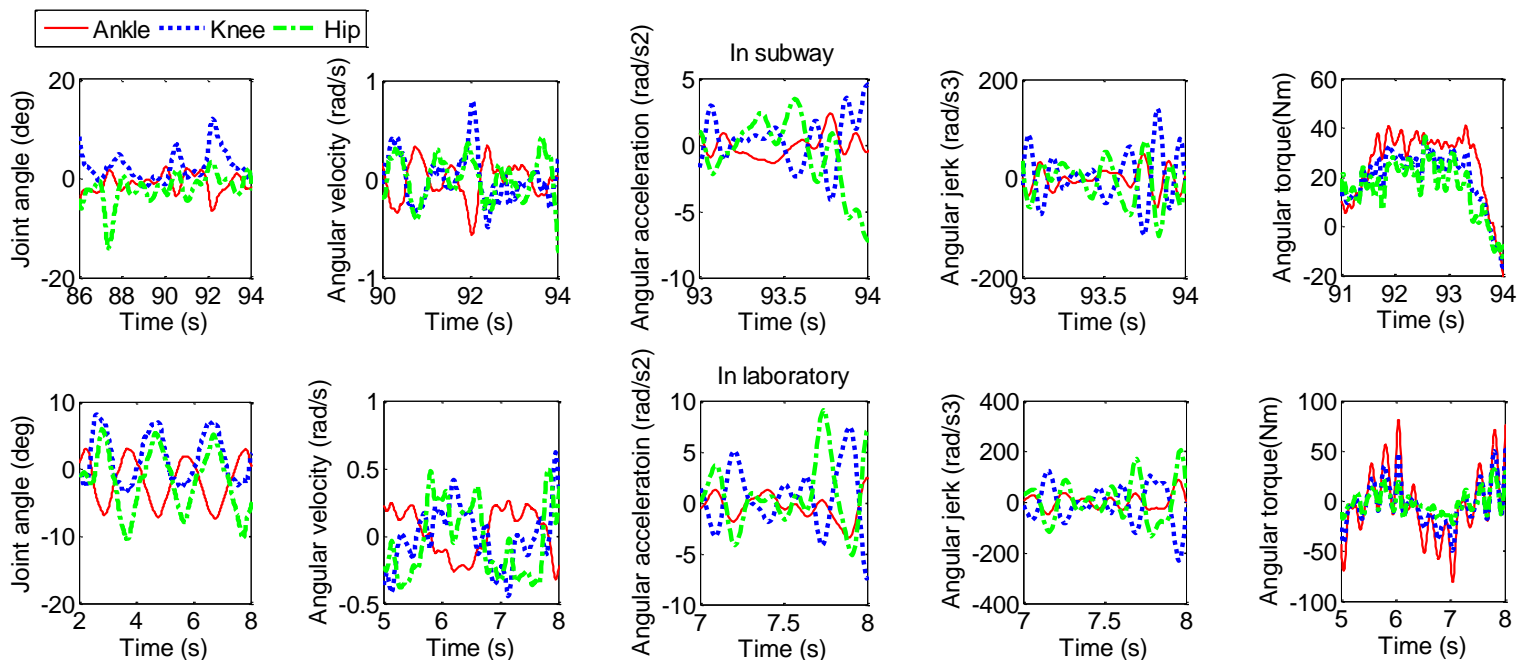 Ankle Knee Hip
In subway
Joint angle (deg)
20
0
-20
86 88 90 92 94
Time (s)
Angular velocity (rad/s)
1
0
-1
90 92 94
Time (s)
Angular acceleration (rad/s2)
5
0
-5
-10
93 93.5 94
Time (s)
Angular jerk (rad/s3)
200
0
-200
93 93.5 94
Time (s)
Angular torque(Nm)
60
40
20
0
-20
91 92 93 94
Time (s)
In laboratory
Joint angle (deg)
10
0
-10
-20
2 4 6 8
Time (s)
Angular velocity (rad/s)
1
0.5
0
-0.5
5 6 7 8
Time (s)
Angular acceleratoin (rad/s2)
10
5
0
-5
-10
7 7.5 8
Time (s)
Angular jerk (rad/s3)
400
200
0
-200
-400
7 7.5 8
Time (s)
Angular torque(Nm)
100
50
0
-50
-100
5 6 7 8
Time (s)